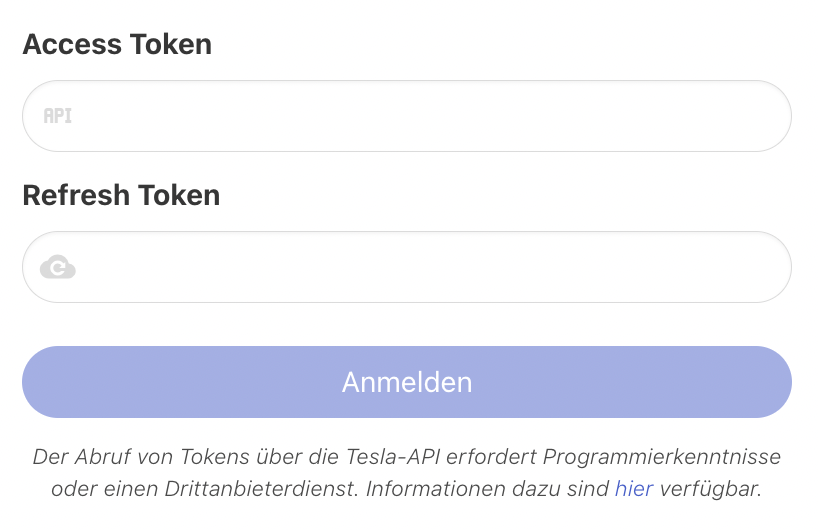 Access Token
API
Refresh Token
Anmelden
Der Abruf von Tokens über die Tesla-API erfordert Programmierkenntnisse
oder einen Drittanbieterdienst. Informationen dazu sind hier verfügbar.